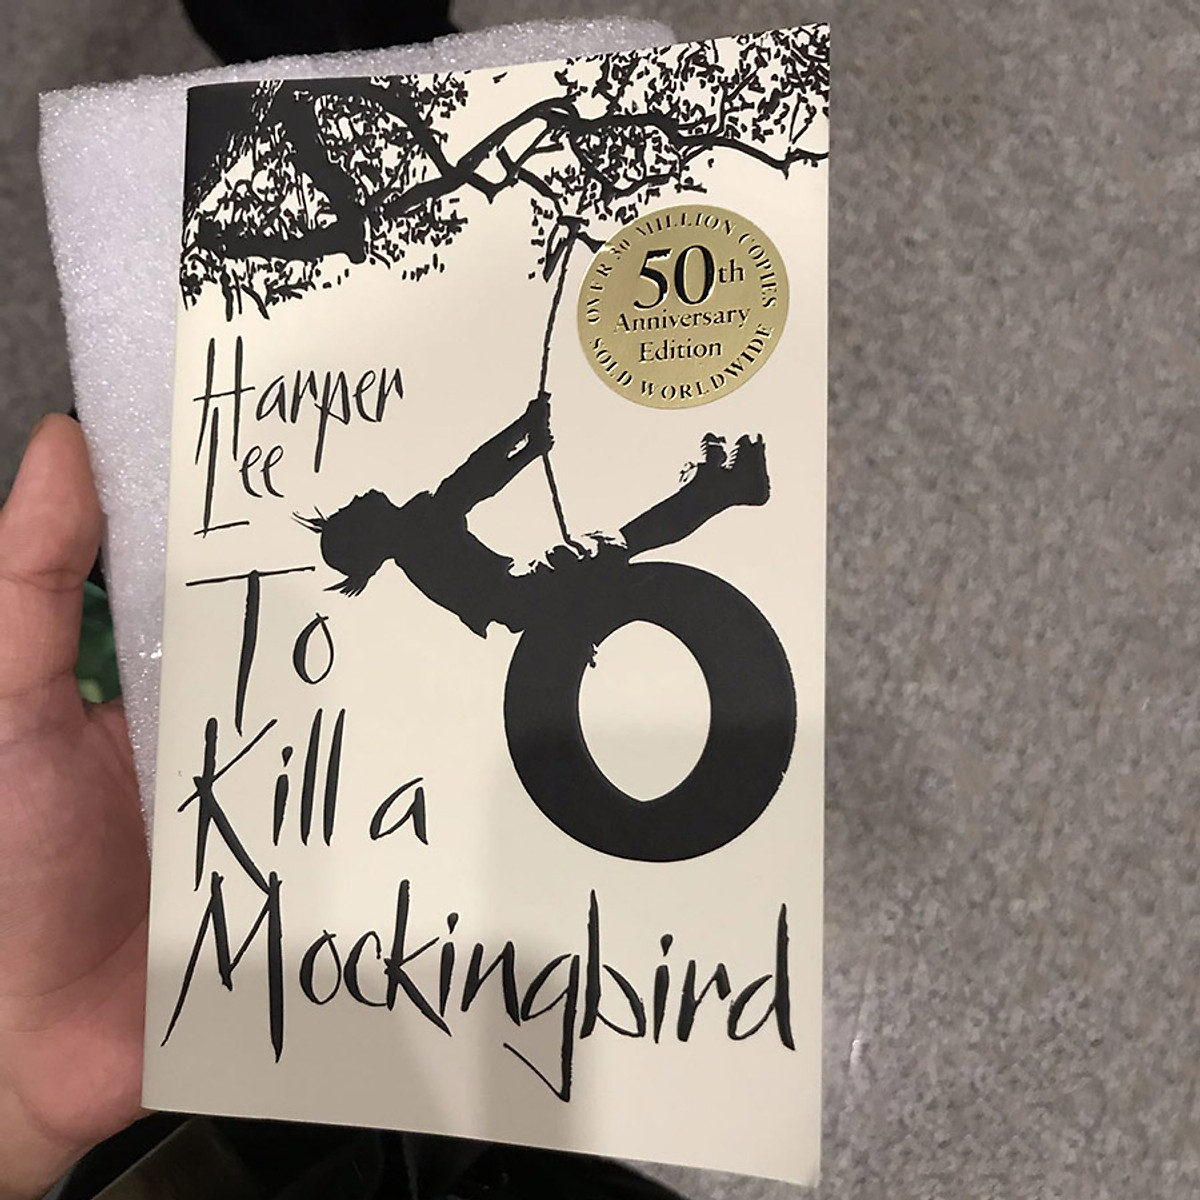 OVER 30 MILLION COPIES
50th
Anniversary
Edition
SOLD WORLDWIDE
Harper
Lee
To
Kill a
Mockingbird